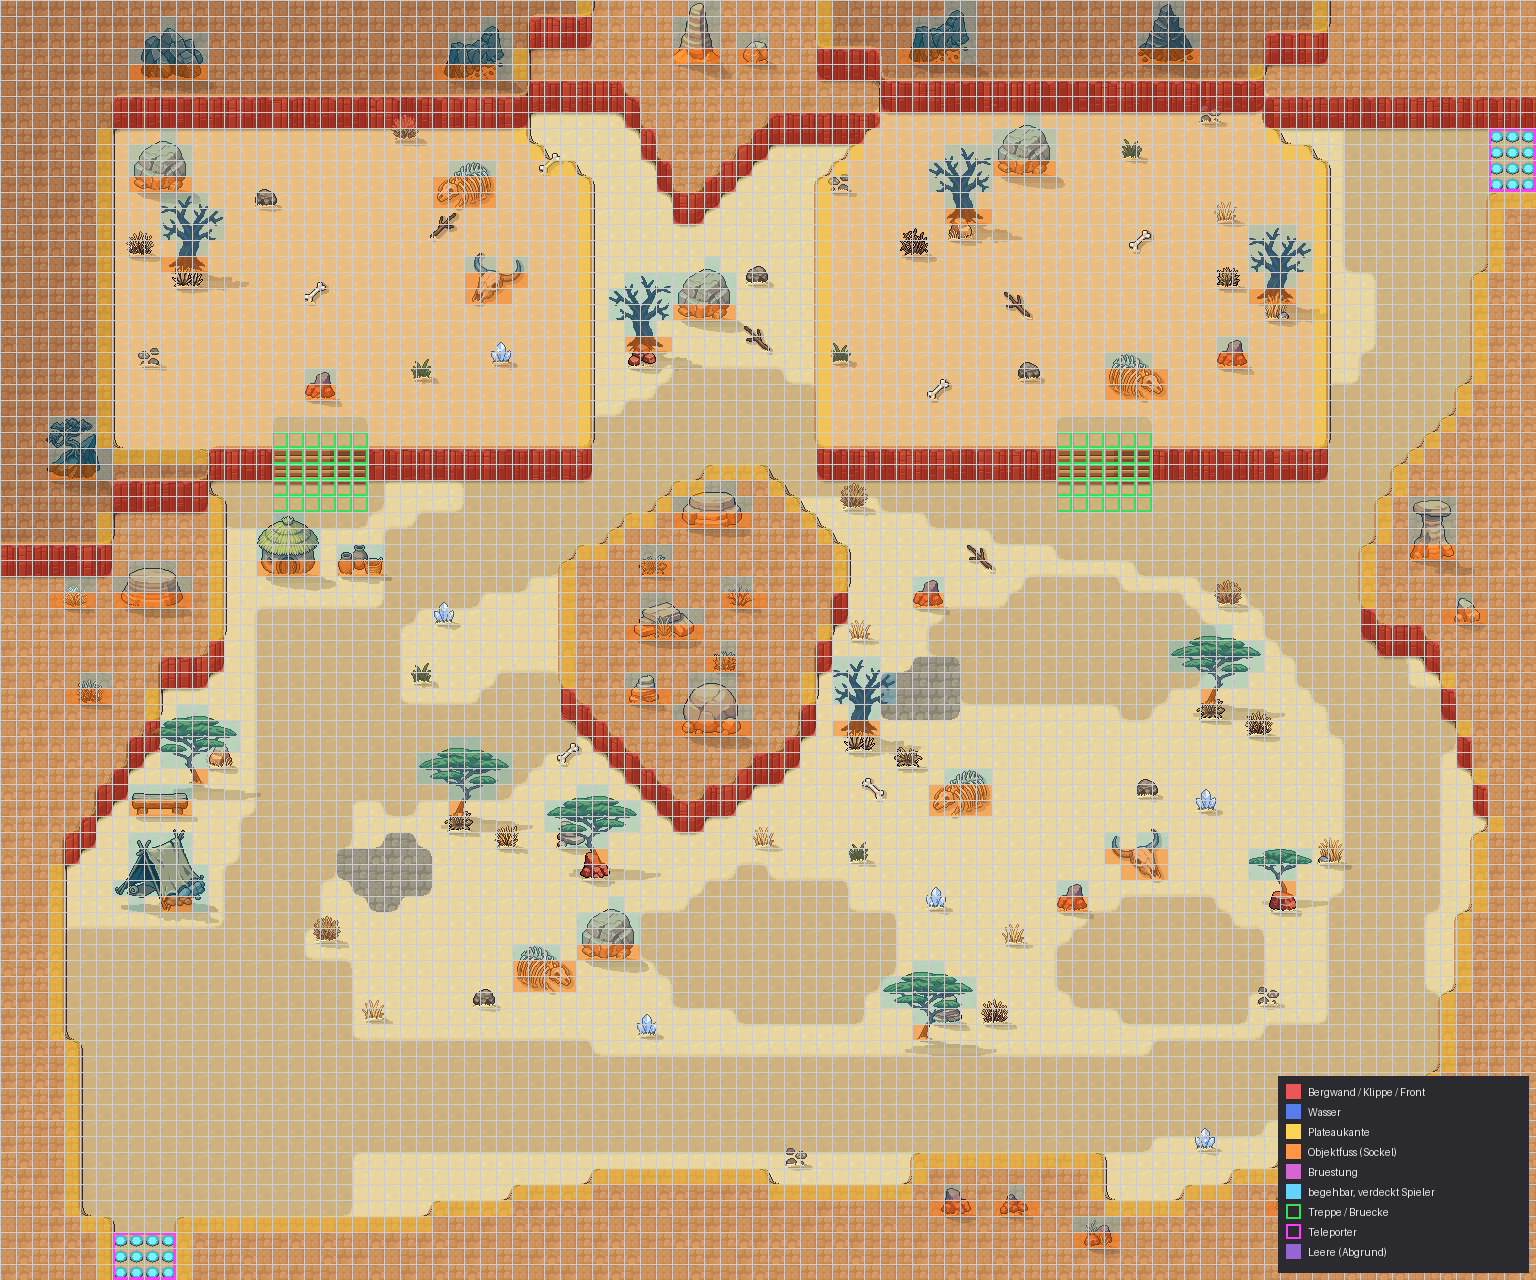 Bergwand / Klippe / Front
Wasser
Plateaukante
Objektfuss (Sockel)
Bruestung
begehbar, verdeckt Spieler
Treppe / Bruecke
Teleporter
Leere (Abgrund)